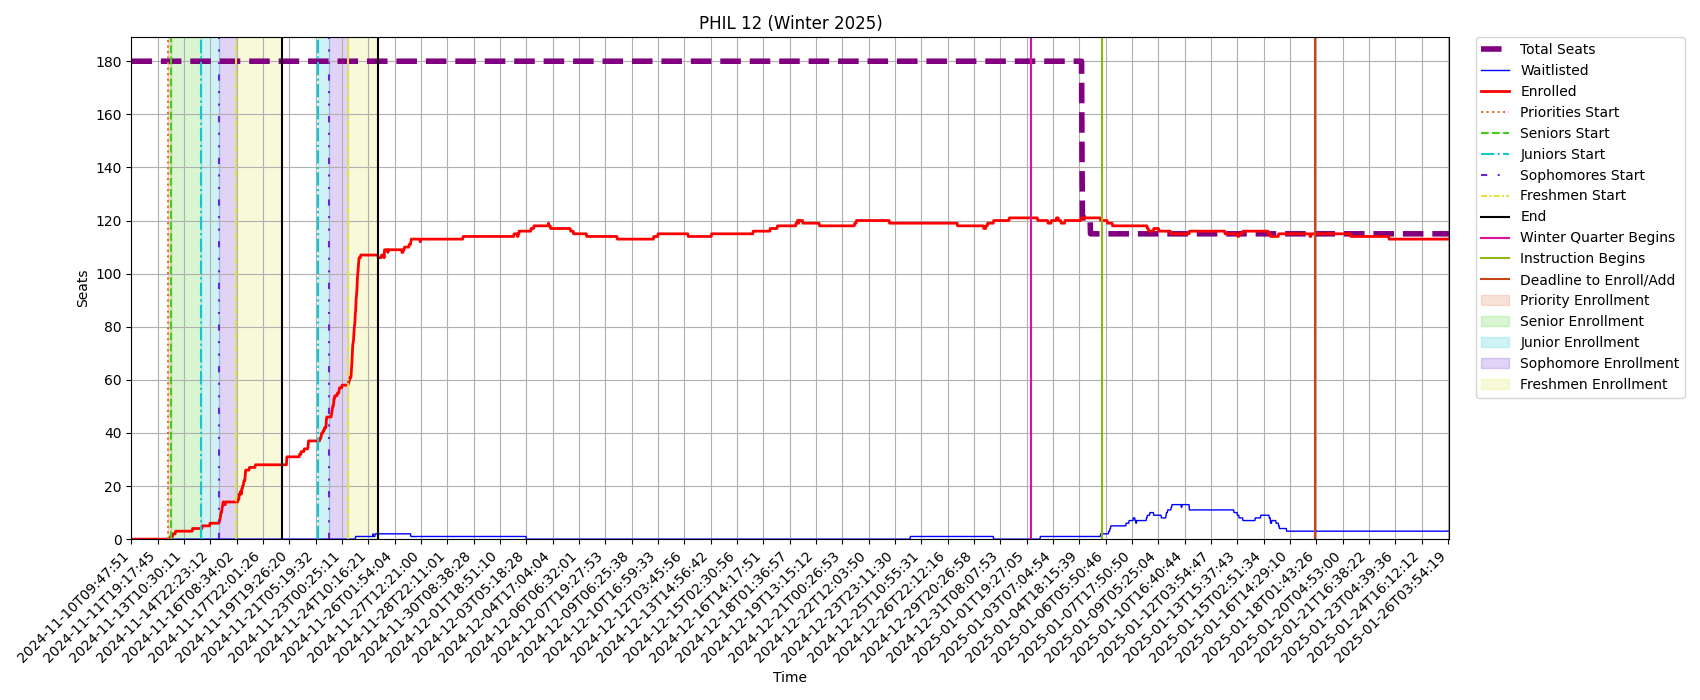 PHIL 12 (Winter 2025)
Seats
180
160
140
120
100
80
60
40
20
0
2024-11-10T09:47:51
2024-11-11T19:17:45
2024-11-13T10:30:11
2024-11-14T22:23:12
2024-11-16T08:34:02
2024-11-17T22:01:26
2024-11-19T19:26:20
2024-11-21T05:19:32
2024-11-23T00:25:11
2024-11-24T10:16:21
2024-11-26T01:54:04
2024-11-27T12:21:00
2024-11-28T22:11:01
2024-11-30T08:38:28
2024-12-01T18:51:10
2024-12-03T05:18:28
2024-12-04T17:04:04
2024-12-06T06:32:01
2024-12-07T19:27:53
2024-12-09T06:25:38
2024-12-10T16:59:33
2024-12-12T03:45:56
2024-12-13T14:56:42
2024-12-15T02:30:56
2024-12-16T14:17:51
2024-12-18T01:36:57
2024-12-19T13:15:12
2024-12-21T00:26:53
2024-12-22T12:03:50
2024-12-23T23:11:30
2024-12-25T10:55:31
2024-12-26T22:12:16
2024-12-29T20:26:58
2024-12-31T08:07:53
2025-01-01T19:27:05
2025-01-03T07:04:54
2025-01-04T18:15:39
2025-01-06T05:50:46
2025-01-07T17:50:50
2025-01-09T05:25:04
2025-01-10T16:40:44
2025-01-12T03:54:47
2025-01-13T15:37:43
2025-01-15T02:51:34
2025-01-16T14:29:10
2025-01-18T01:43:26
2025-01-20T04:53:00
2025-01-21T16:38:22
2025-01-23T04:39:36
2025-01-24T16:12:12
2025-01-26T03:54:19
Time
Total Seats
Waitlisted
Enrolled
Priorities Start
Seniors Start
Juniors Start
Sophomores Start
Freshmen Start
End
Winter Quarter Begins
Instruction Begins
Deadline to Enroll/Add
Priority Enrollment
Senior Enrollment
Junior Enrollment
Sophomore Enrollment
Freshmen Enrollment